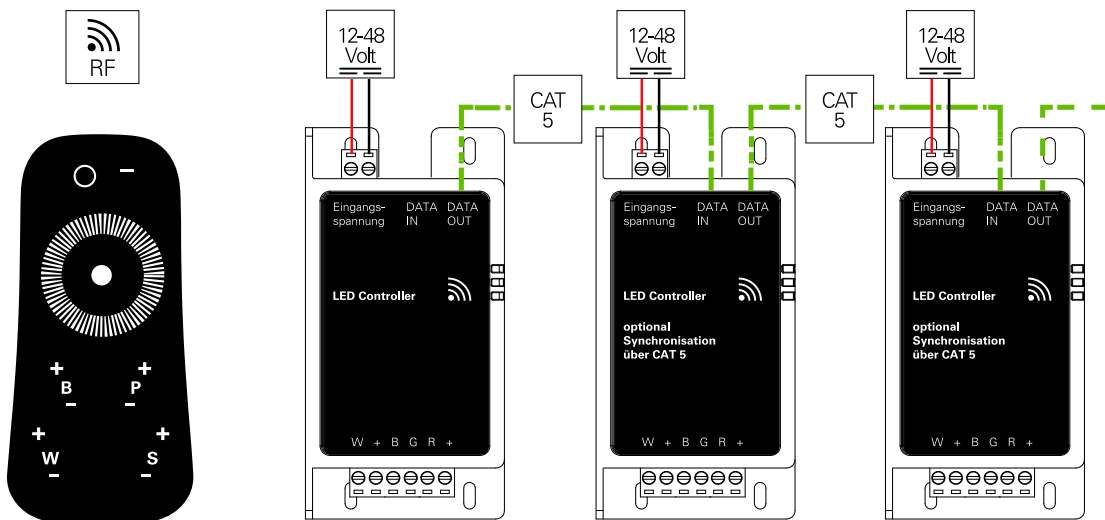 RF
B
P
W
S
12-48
Volt
CAT
5
12-48
Volt
CAT
5
12-48
Volt
Eingangs-
spannung
DATA
IN
DATA
OUT
LED Controller
W + B G R +
Eingangs-
spannung
DATA
IN
DATA
OUT
LED Controller
optional
Synchronisation
über CAT 5
W + B G R +
Eingangs-
spannung
DATA
IN
DATA
OUT
LED Controller
optional
Synchronisation
über CAT 5
W + B G R +